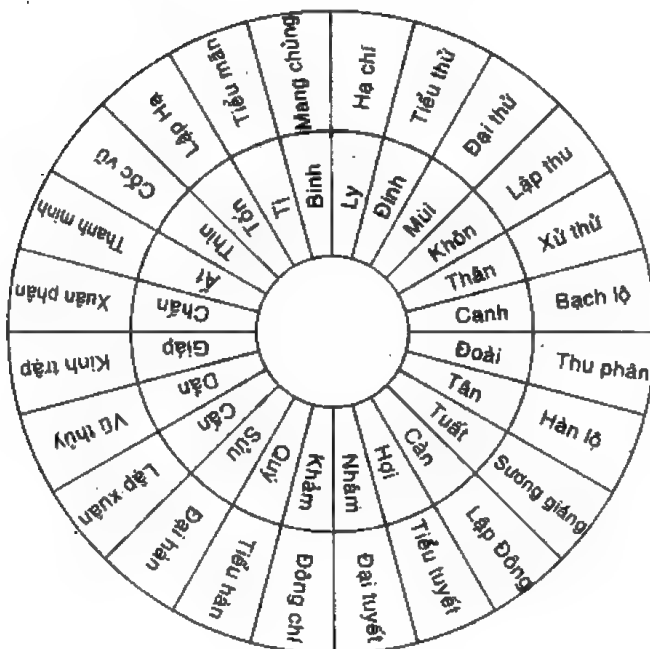 Hạ chí
Tiểu thử
Đại thử
Lập thu
Xử thử
Bạch lộ
Thu phân
Hàn lộ
Sương giáng
Lập Đông
Tiểu tuyết
Đại tuyết
Đông chí
Tiểu hàn
Đại hàn
Lập xuân
Vũ thủy
Kinh trập
Xuân phân
Thanh minh
Cốc vũ
Lập Hạ
Tiểu mãn
Mang chủng
Ly
Đinh
Mùi
Khôn
Thân
Canh
Đoài
Tân
Tuất
Càn
Hợi
Nhâm
Khảm
Quý
Sửu
Cấn
Dần
Giáp
Chấn
Ất
Thìn
Tốn
Tị
Bính